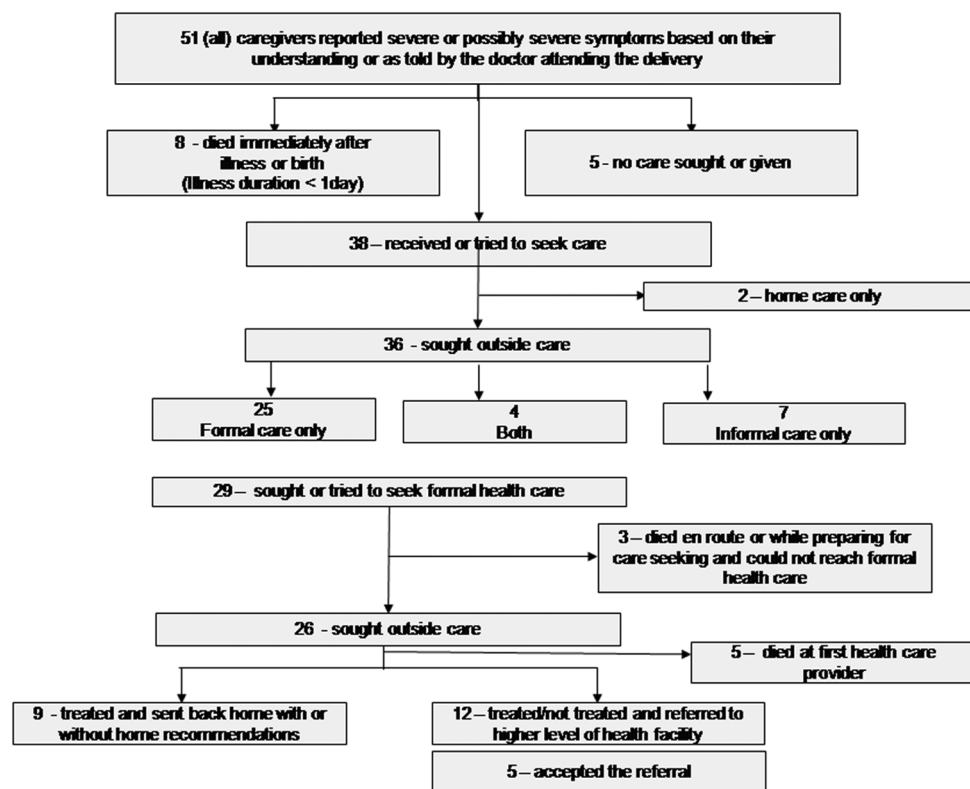 51 (all) caregivers reported severe or possibly severe symptoms based on their
understanding or as told by the doctor attending the delivery
8 - died immediately after
illness or birth
(Illness duration < 1day)
5 - no care sought or given
38 – received or tried to seek care
2 – home care only
36 - sought outside care
25
Formal care only
4
Both
7
Informal care only
29 – sought or tried to seek formal health care
3 – died en route or while preparing for
care seeking and could not reach formal
health care
26 - sought outside care
5 – died at first health care
provider
9 - treated and sent back home with or
without home recommendations
12 – treated/not treated and referred to
higher level of health facility
5 – accepted the referral